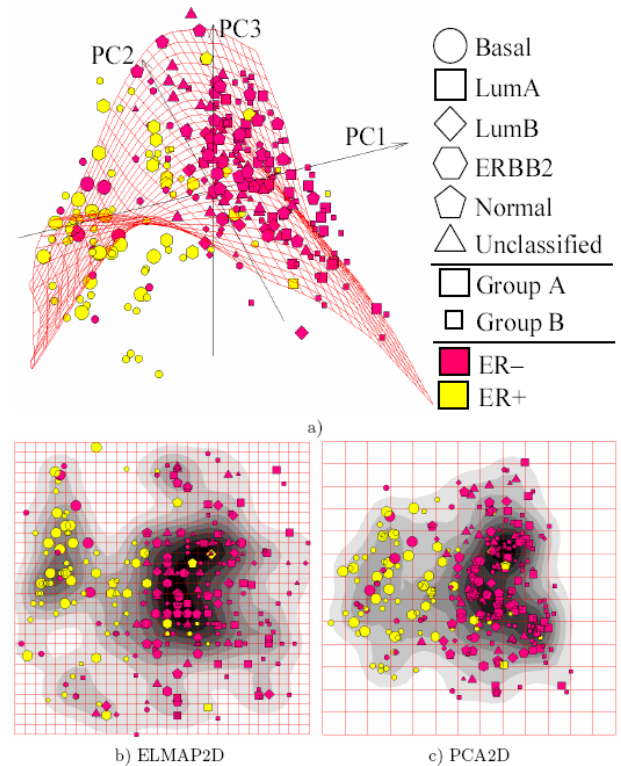 PC3
PC2
PC1
Basal
LumA
LumB
ERBB2
Normal
Unclassified
Group A
Group B
ER–
ER+
a)
b) ELMAP2D
c) PCA2D